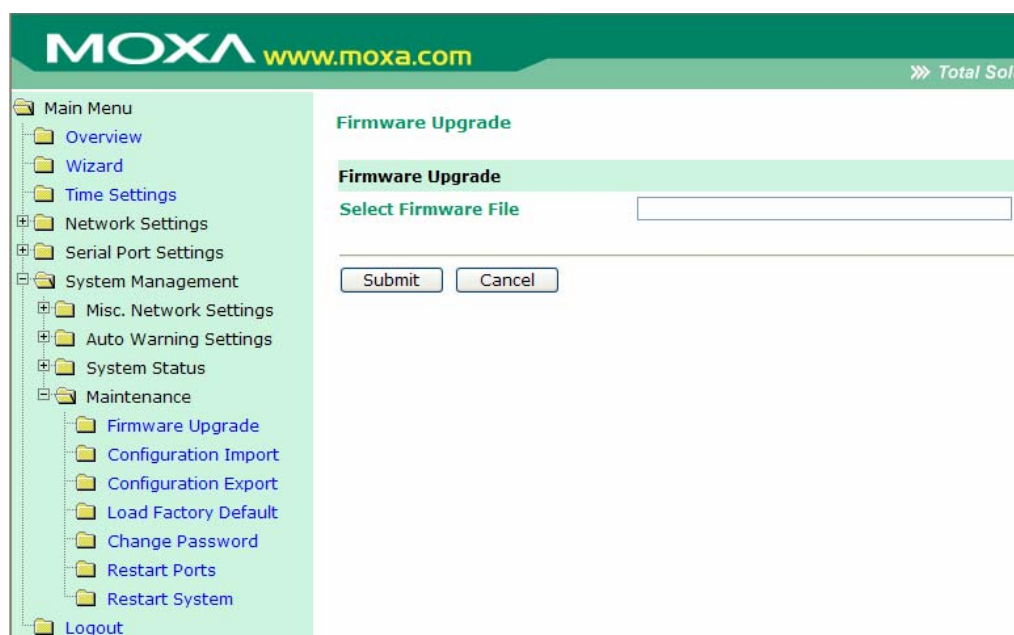 MOXA www.moxa.com
Total Sol
Main Menu
Overview
Wizard
Time Settings
Network Settings
Serial Port Settings
System Management
Misc. Network Settings
Auto Warning Settings
System Status
Maintenance
Firmware Upgrade
Configuration Import
Configuration Export
Load Factory Default
Change Password
Restart Ports
Restart System
Logout
Firmware Upgrade
Firmware Upgrade
Select Firmware File
Submit Cancel